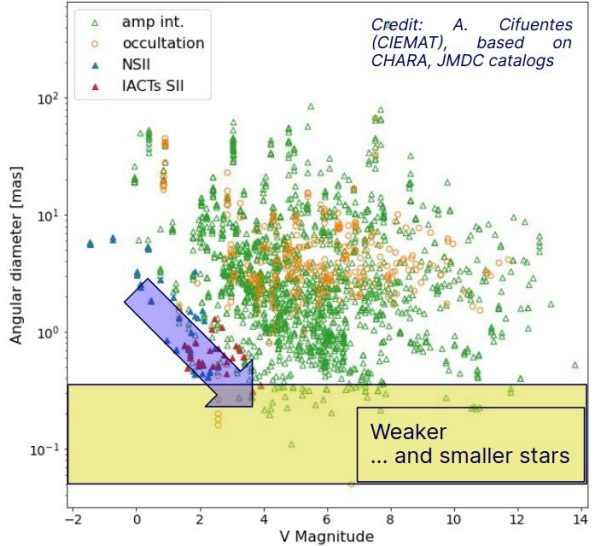 amp int.
occultation
NSII
IACTs SII
Credit: A. Cifuentes
(CIEMAT), based on
CHARA, JMDC catalogs
10²
10¹
10⁰
10⁻¹
Angular diameter [mas]
Weaker
... and smaller stars
−2 0 2 4 6 8 10 12 14
V Magnitude